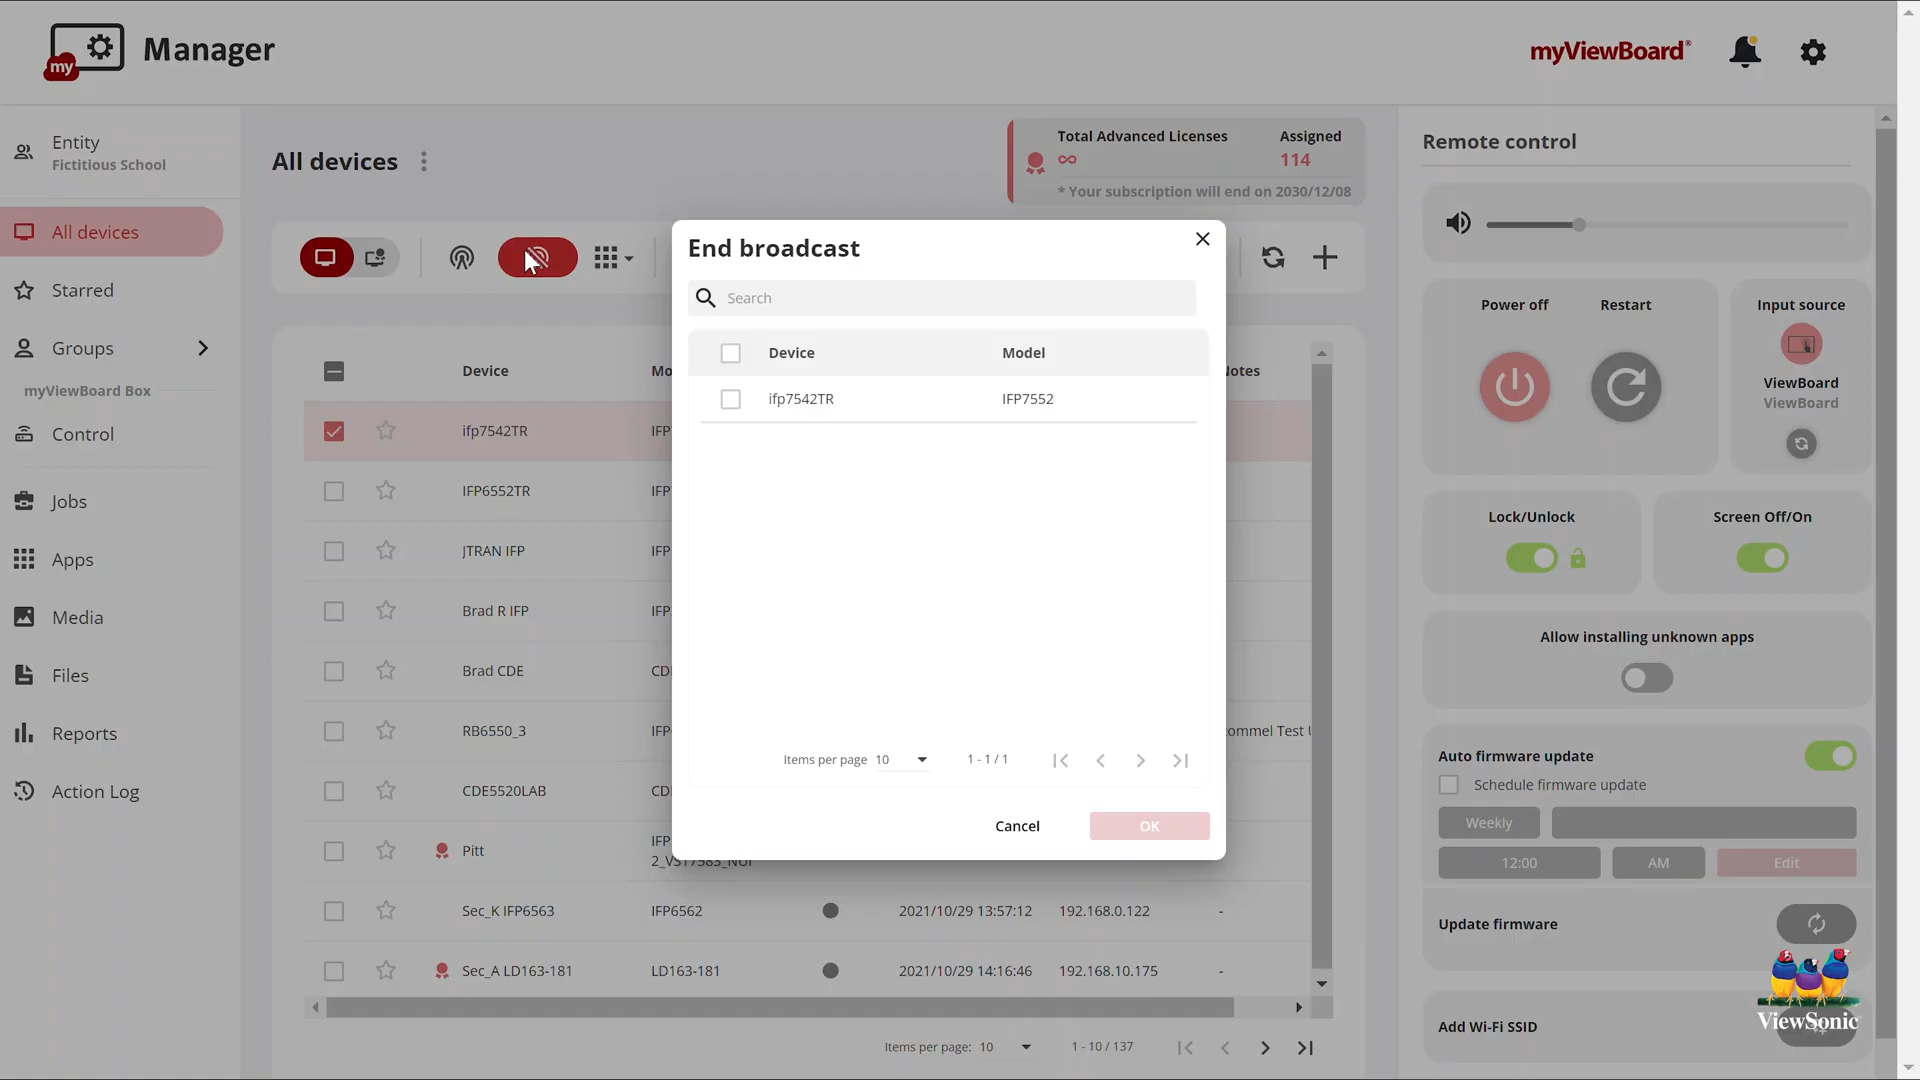 my
Manager
myViewBoard®
Entity
Fictitious School
All devices
Starred
Groups
myViewBoard Box
Control
Jobs
Apps
Media
Files
Reports
Action Log
All devices
Total Advanced Licenses
Assigned
∞
114
* Your subscription will end on 2030/12/08
Device
Mo
Notes
ifp7542TR
IFP
IFP6552TR
IFP
JTRAN IFP
IFP
Brad R IFP
IFP
Brad CDE
CD
RB6550_3
IFP
ommel Test
CDE5520LAB
CD
Pitt
IFP
2_VS17583_NUI
Sec_K IFP6563
IFP6562
2021/10/29 13:57:12
192.168.0.122
-
Sec_A LD163-181
LD163-181
2021/10/29 14:16:46
192.168.10.175
-
Items per page: 10
1 - 10 / 137
End broadcast
Search
Device
Model
ifp7542TR
IFP7552
Items per page 10
1 - 1 / 1
Cancel
OK
Remote control
Power off
Restart
Input source
ViewBoard
ViewBoard
Lock/Unlock
Screen Off/On
Allow installing unknown apps
Auto firmware update
Schedule firmware update
Weekly
12:00
AM
Edit
Update firmware
Add Wi-Fi SSID
ViewSonic